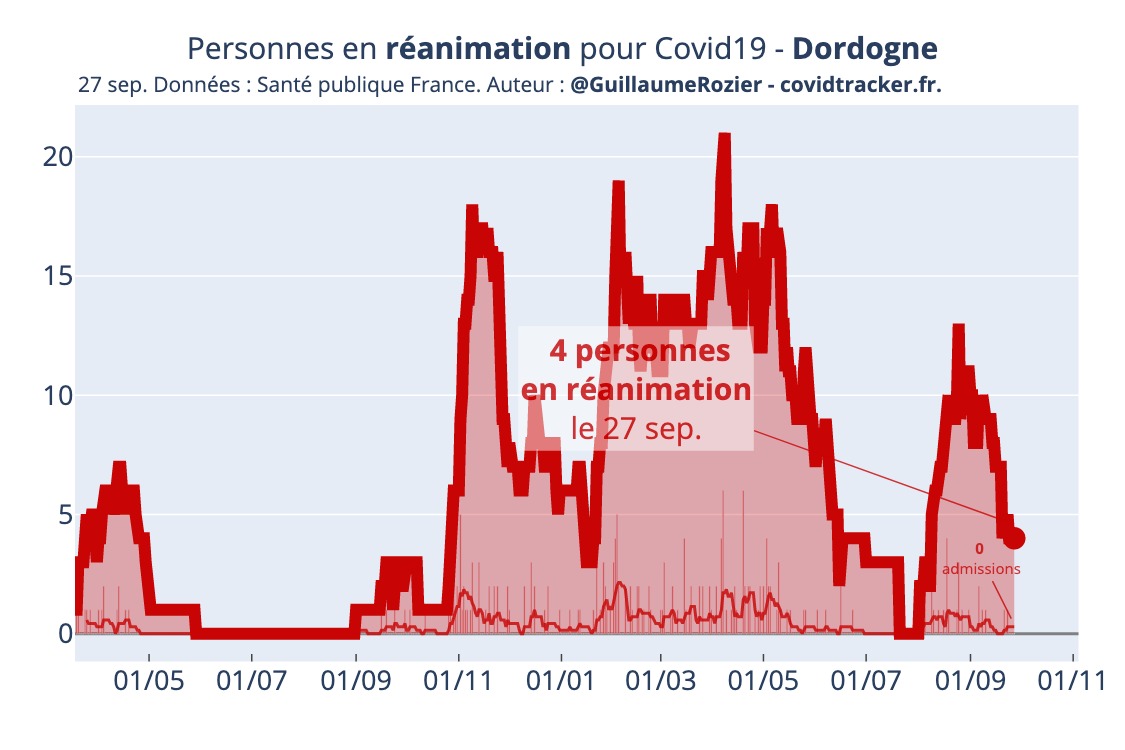 Personnes en réanimation pour Covid19 - Dordogne
27 sep. Données : Santé publique France. Auteur : @GuillaumeRozier - covidtracker.fr.
20
15
10
5
0
4 personnes
en réanimation
le 27 sep.
0
admissions
01/05 01/07 01/09 01/11 01/01 01/03 01/05 01/07 01/09 01/11